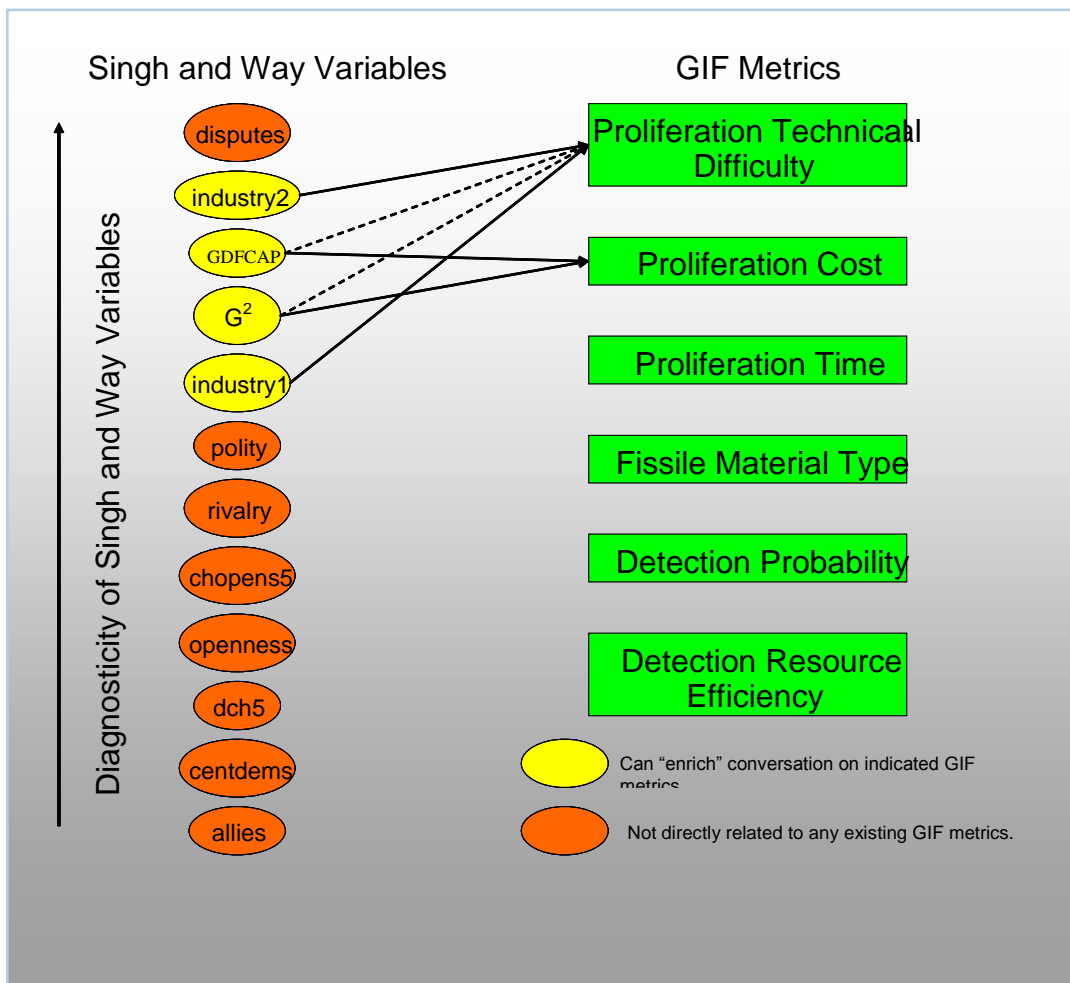 Singh and Way Variables
GIF Metrics
Diagnosticity of Singh and Way Variables
disputes
industry2
GDFCAP
G²
industry1
polity
rivalry
chopens5
openness
dch5
centdems
allies
Proliferation Technical
Difficulty
Proliferation Cost
Proliferation Time
Fissile Material Type
Detection Probability
Detection Resource
Efficiency
Can “enrich” conversation on indicated GIF
metrics
Not directly related to any existing GIF metrics.